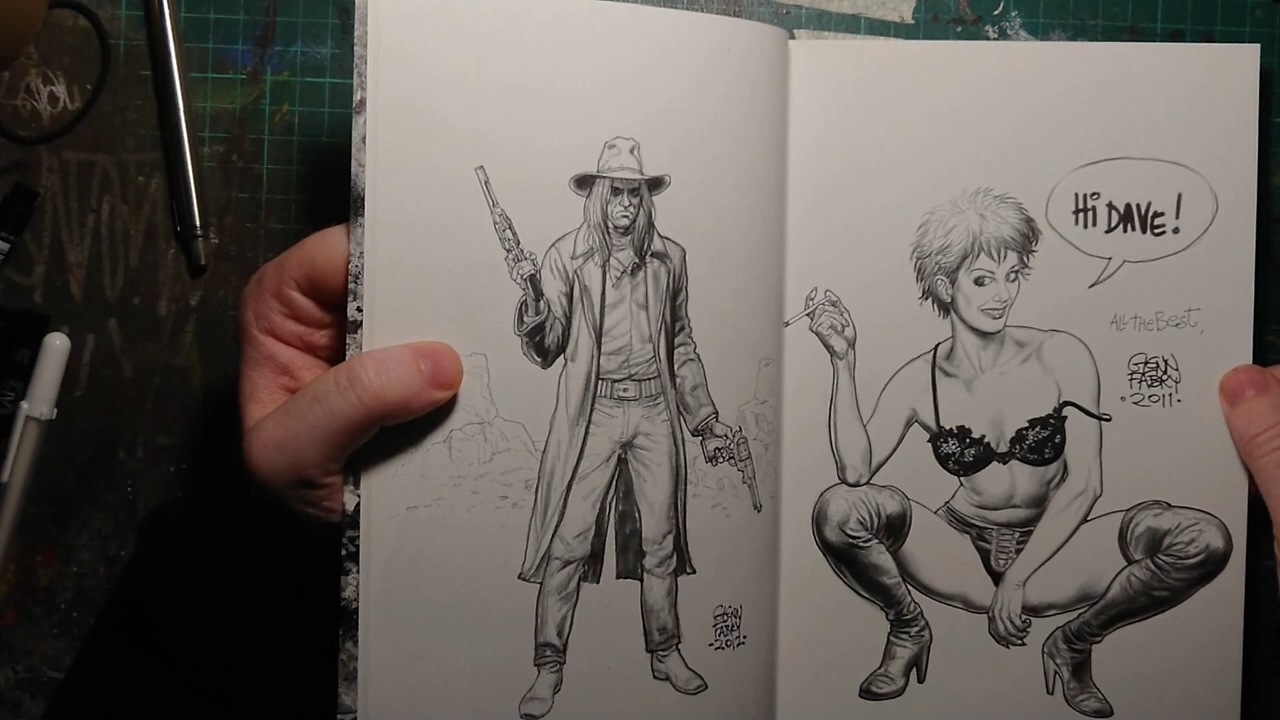 GLENN
FABRY
-2012-
Hi DAVE!
ALL the BEST,
GLENN
FABRY
·2011·